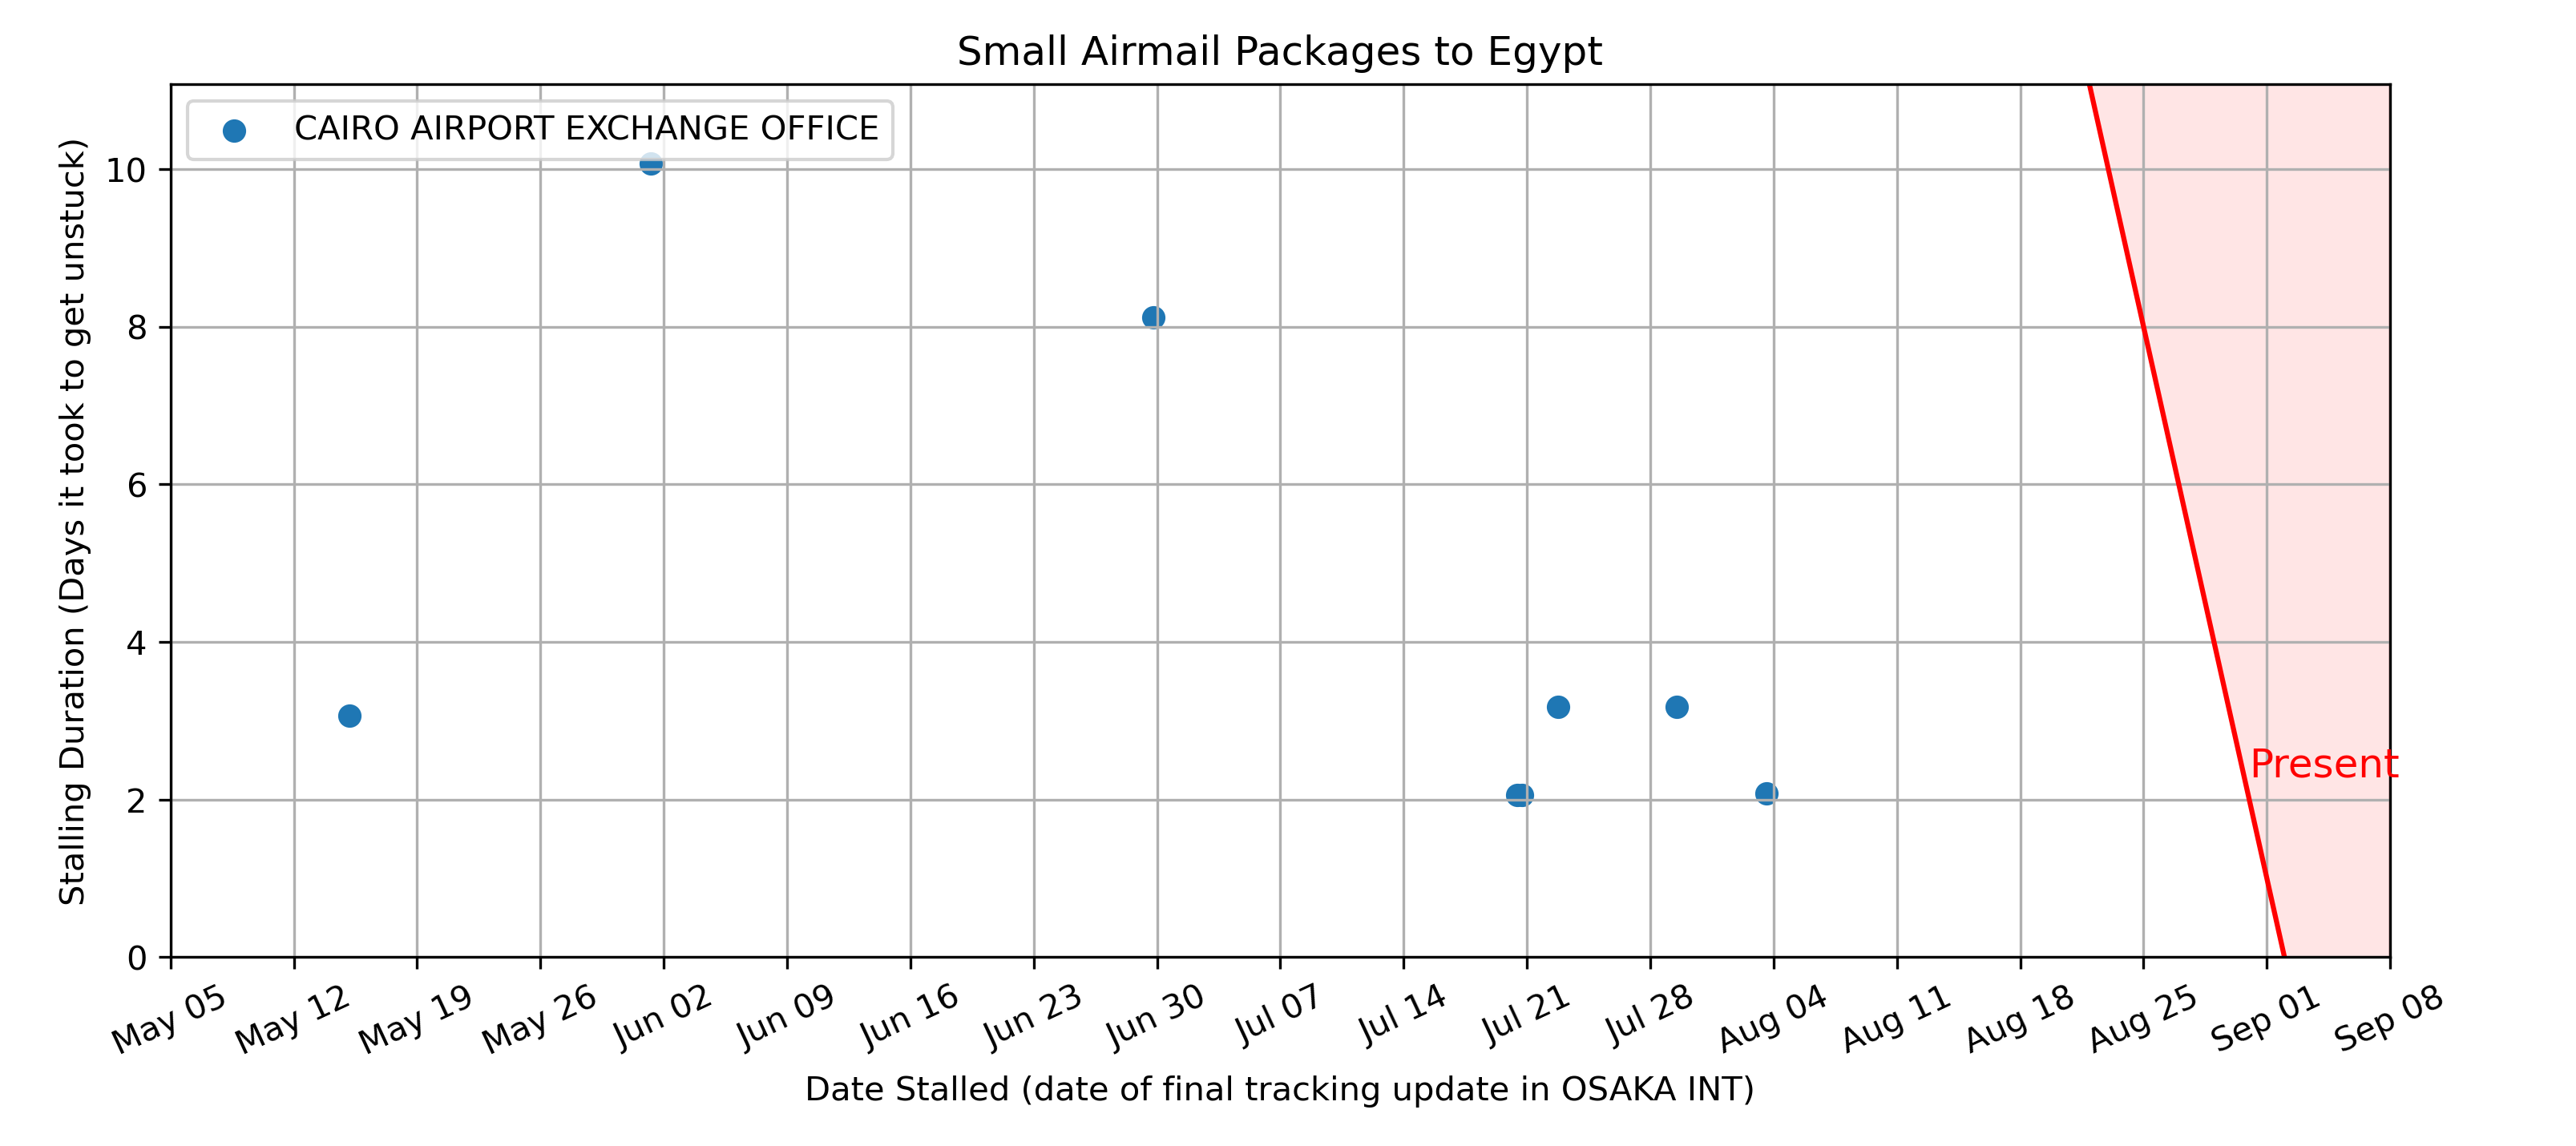 Small Airmail Packages to Egypt
CAIRO AIRPORT EXCHANGE OFFICE
Stalling Duration (Days it took to get unstuck)
10
8
6
4
2
0
Present
May 05
May 12
May 19
May 26
Jun 02
Jun 09
Jun 16
Jun 23
Jun 30
Jul 07
Jul 14
Jul 21
Jul 28
Aug 04
Aug 11
Aug 18
Aug 25
Sep 01
Sep 08
Date Stalled (date of final tracking update in OSAKA INT)